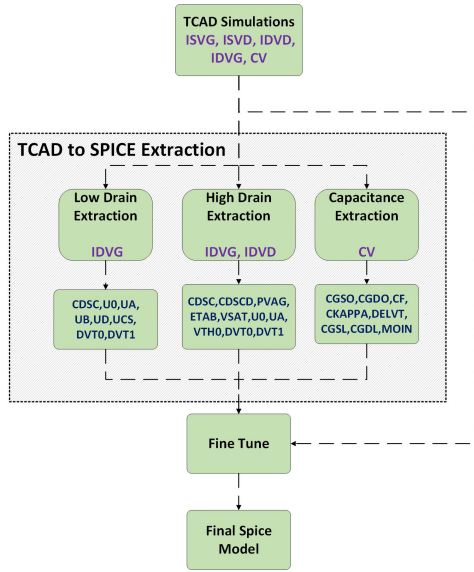 TCAD Simulations
ISVG, ISVD, IDVD,
IDVG, CV
TCAD to SPICE Extraction
Low Drain
Extraction
IDVG
High Drain
Extraction
IDVG, IDVD
Capacitance
Extraction
CV
CDSC,U0,UA,
UB,UD,UCS,
DVT0,DVT1
CDSC,CDSCD,PVAG,
ETAB,VSAT,U0,UA,
VTH0,DVT0,DVT1
CGSO,CGDO,CF,
CKAPPA,DELVT,
CGSL,CGDL,MOIN
Fine Tune
Final Spice
Model